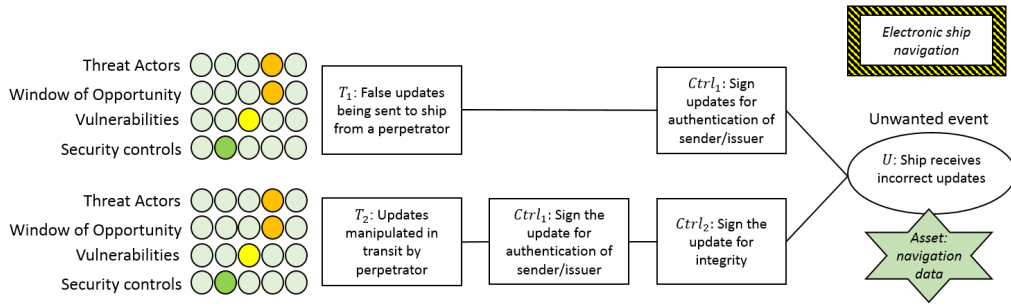 Electronic ship
navigation
Threat Actors
Window of Opportunity
Vulnerabilities
Security controls
T₁: False updates
being sent to ship
from a perpetrator
Ctrl₁: Sign
updates for
authentication of
sender/issuer
Unwanted event
U: Ship receives
incorrect updates
Threat Actors
Window of Opportunity
Vulnerabilities
Security controls
T₂: Updates
manipulated in
transit by
perpetrator
Ctrl₁: Sign the
update for
authentication of
sender/issuer
Ctrl₂: Sign the
update for
integrity
Asset:
navigation
data